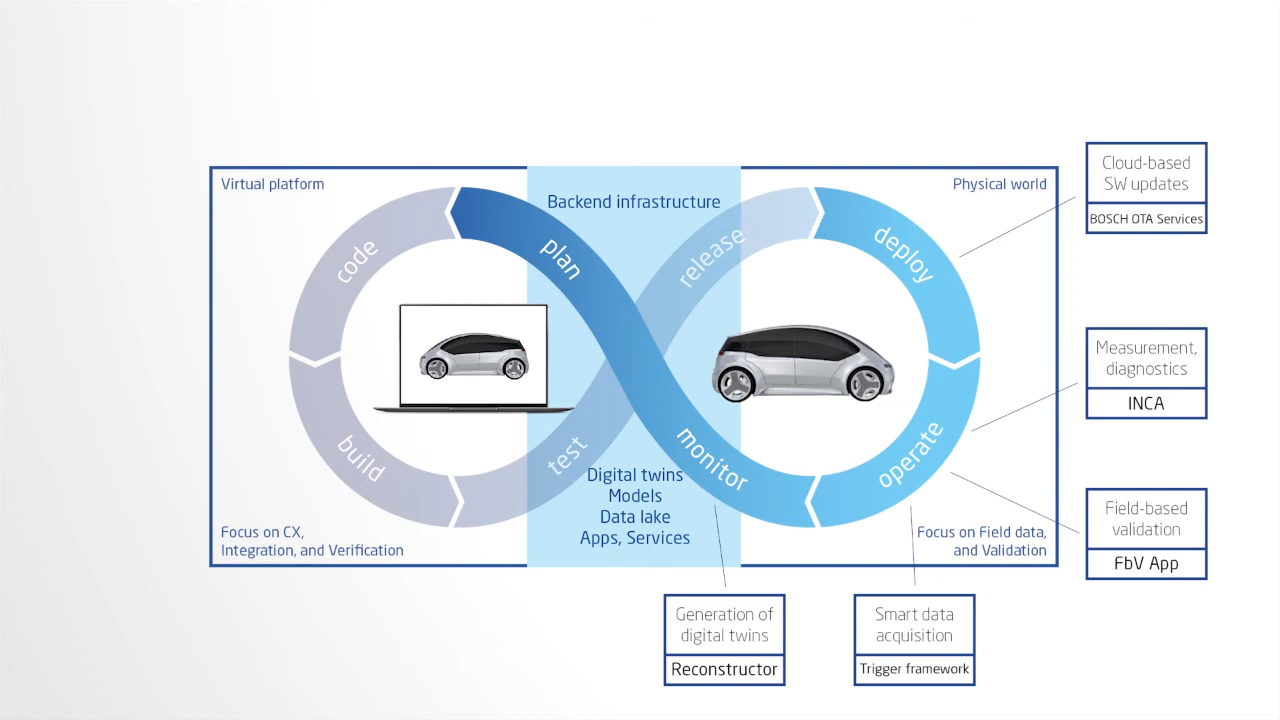 Virtual platform
Backend infrastructure
Physical world
code
plan
release
deploy
build
test
monitor
operate
Digital twins
Models
Data lake
Apps, Services
Focus on CX,
Integration, and Verification
Focus on Field data,
and Validation
Cloud-based
SW updates
BOSCH OTA Services
Measurement,
diagnostics
INCA
Field-based
validation
FbV App
Generation of
digital twins
Reconstructor
Smart data
acquisition
Trigger framework